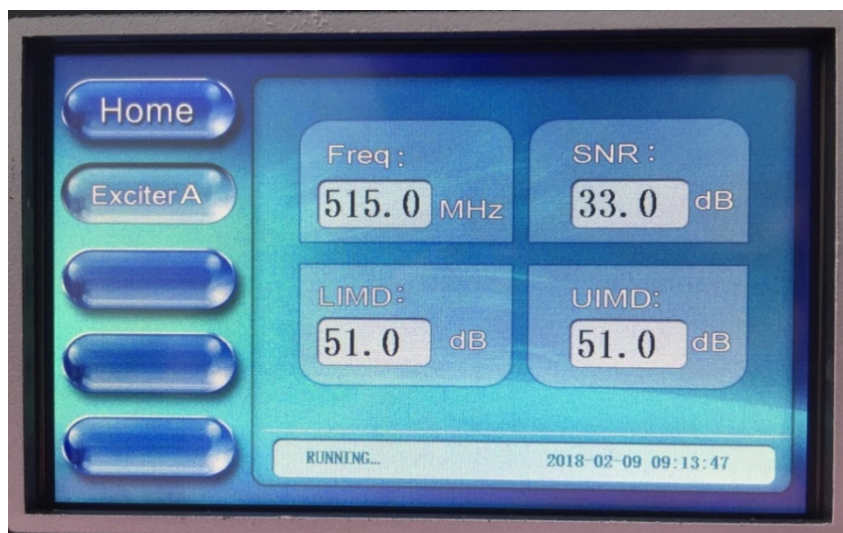 Home
Exciter A
Freq:
515.0 MHz
SNR:
33.0 dB
LIMD:
51.0 dB
UIMD:
51.0 dB
RUNNING... 2018-02-09 09:13:47